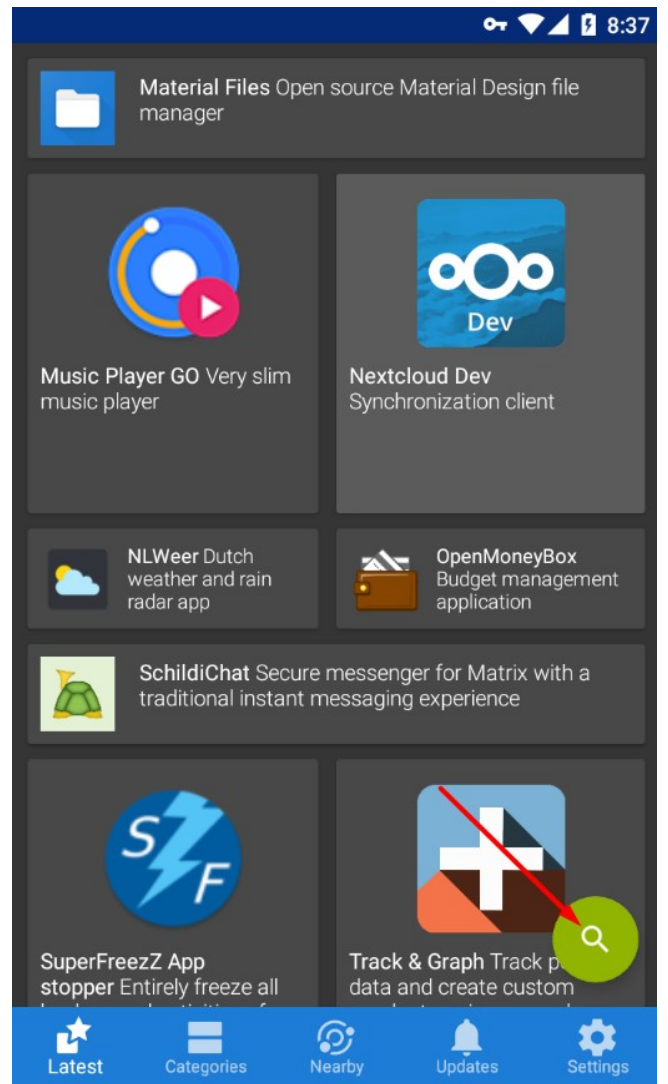 8:37
Material Files Open source Material Design file
manager
Dev
Music Player GO Very slim
music player
Nextcloud Dev
Synchronization client
NLWeer Dutch
weather and rain
radar app
OpenMoneyBox
Budget management
application
SchildiChat Secure messenger for Matrix with a
traditional instant messaging experience
S
F
SuperFreezZ App
stopper Entirely freeze all
Track & Graph Track
data and create custom
Latest
Categories
Nearby
Updates
Settings